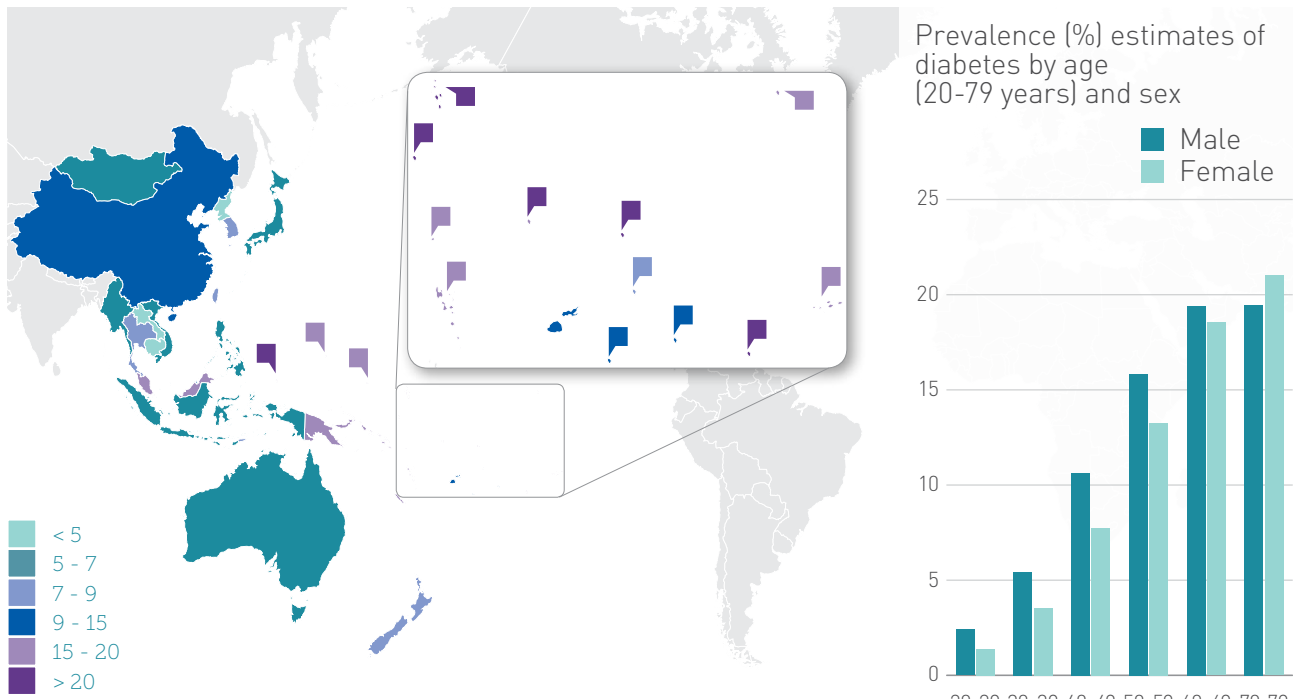 Prevalence (%) estimates of
diabetes by age
(20-79 years) and sex
Male
Female
25
20
15
10
5
0
< 5
5 - 7
7 - 9
9 - 15
15 - 20
> 20